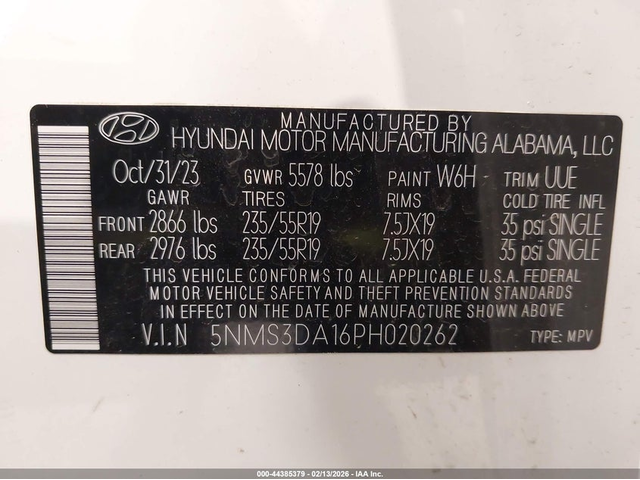 MANUFACTURED BY
HYUNDAI MOTOR MANUFACTURING ALABAMA, LLC
Oct/31/23 GVWR 5578 lbs PAINT W6H TRIM UUE
GAWR TIRES RIMS COLD TIRE INFL
FRONT 2866 lbs 235/55R19 7.5JX19 35 psi SINGLE
REAR 2976 lbs 235/55R19 7.5JX19 35 psi SINGLE
THIS VEHICLE CONFORMS TO ALL APPLICABLE U.S.A. FEDERAL
MOTOR VEHICLE SAFETY AND THEFT PREVENTION STANDARDS
IN EFFECT ON THE DATE OF MANUFACTURE SHOWN ABOVE.
V.I.N 5NMS3DA16PH020262 TYPE: MPV
000-44385379 - 02/13/2026 - IAA Inc.